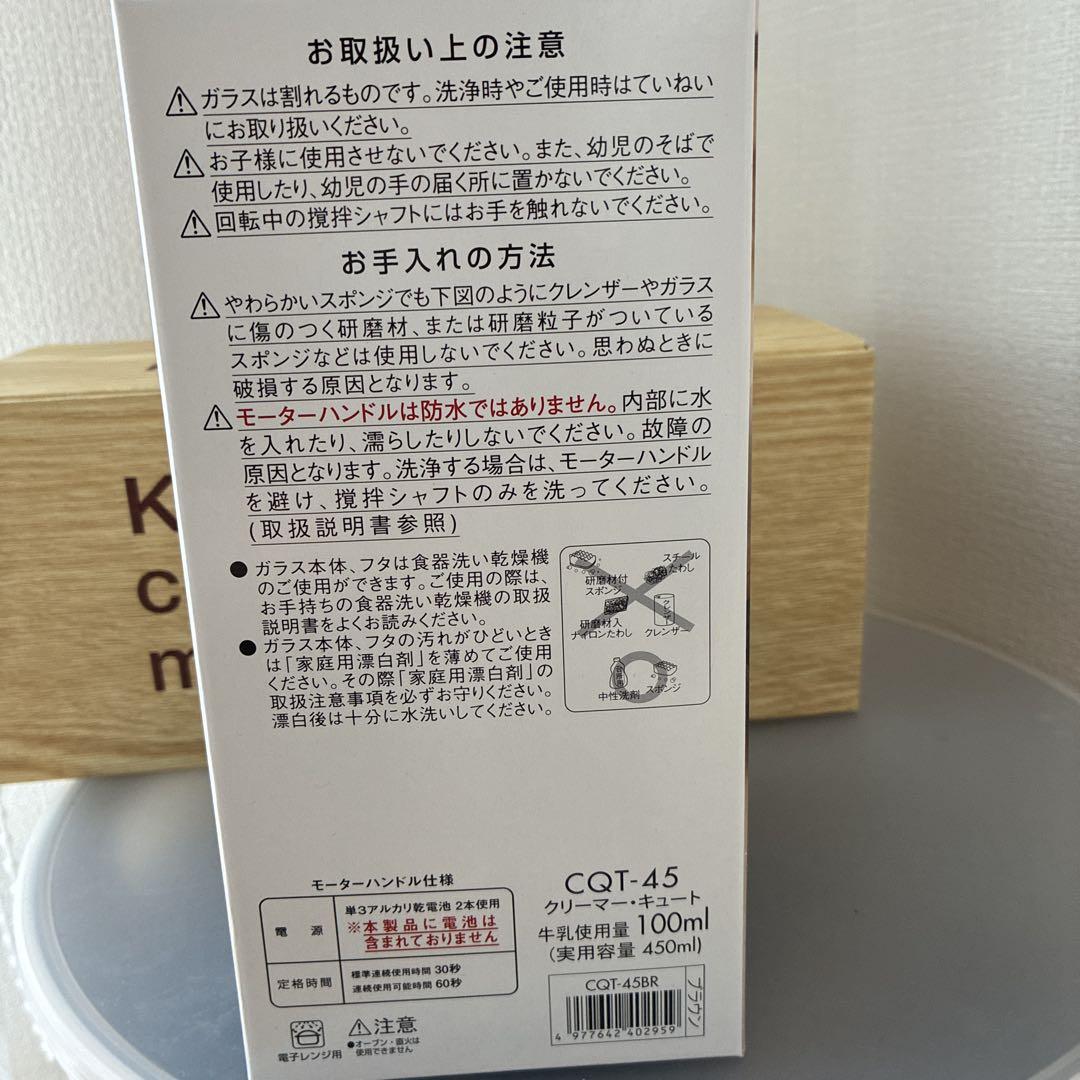 お取扱い上の注意
⚠ガラスは割れるものです。洗浄時やご使用時はていねい
にお取り扱いください。
⚠お子様に使用させないでください。また、幼児のそばで
使用したり、幼児の手の届く所に置かないでください。
⚠回転中の撹拌シャフトにはお手を触れないでください。
お手入れの方法
⚠やわらかいスポンジでも下図のようにクレンザーやガラス
に傷のつく研磨材、または研磨粒子がついている
スポンジなどは使用しないでください。思わぬときに
破損する原因となります。
⚠モーターハンドルは防水ではありません。内部に水
を入れたり、濡らしたりしないでください。故障の
原因となります。洗浄する場合は、モーターハンドル
を避け、撹拌シャフトのみを洗ってください。
(取扱説明書参照)
●ガラス本体、フタは食器洗い乾燥機
のご使用ができます。ご使用の際は、
お手持ちの食器洗い乾燥機の取扱
説明書をよくお読みください。
●ガラス本体、フタの汚れがひどいとき
は「家庭用漂白剤」を薄めてご使用
ください。その際「家庭用漂白剤」の
取扱注意事項を必ずお守りください。
漂白後は十分に水洗いしてください。
研磨材付
スポンジ
スチール
たわし
研磨材入
ナイロンたわし
クレンザー
クレンザー
中性洗剤
スポンジ
モーターハンドル仕様
電源
単3アルカリ乾電池 2本使用
※本製品に電池は
含まれておりません
定格時間
標準連続使用時間 30秒
連続使用可能時間 60秒
電子レンジ用
⚠注意
●オーブン・直火は
使用できません
CQT-45
クリーマー・キュート
牛乳使用量 100ml
(実用容量 450ml)
CQT-45BR
ブラウン
4 977642 402959
K
c
m